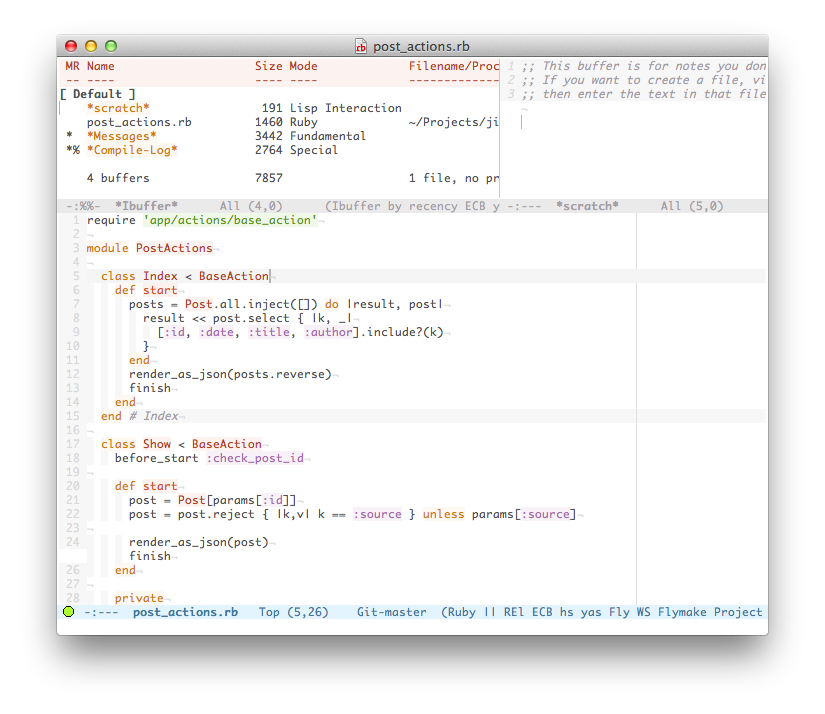 post_actions.rb
MR Name Size Mode Filename/Proc
-- ---- ---- ---- -------------
[ Default ]
*scratch* 191 Lisp Interaction
post_actions.rb 1460 Ruby ~/Projects/ji
* *Messages* 3442 Fundamental
*% *Compile-Log* 2764 Special
4 buffers 7857 1 file, no pr
-:%%- *Ibuffer* All (4,0) (Ibuffer by recency ECB y
1 ;; This buffer is for notes you don
2 ;; If you want to create a file, vi
3 ;; then enter the text in that file
-:--- *scratch* All (5,0)
1 require 'app/actions/base_action'¬
2 ¬
3 module PostActions¬
4 ¬
5 class Index < BaseAction
6 def start¬
7 posts = Post.all.inject([]) do |result, post|¬
8 result << post.select { |k, _|¬
9 [:id, :date, :title, :author].include?(k)¬
10 }¬
11 end¬
12 render_as_json(posts.reverse)¬
13 finish¬
14 end¬
15 end # Index¬
16 ¬
17 class Show < BaseAction¬
18 before_start :check_post_id¬
19 ¬
20 def start¬
21 post = Post[params[:id]]¬
22 post = post.reject { |k,v| k == :source } unless params[:source]¬
23 ¬
24 render_as_json(post)¬
finish¬
26 end¬
27 ¬
28 private¬
-:--- post_actions.rb Top (5,26) Git-master (Ruby || REl ECB hs yas Fly WS Flymake Project